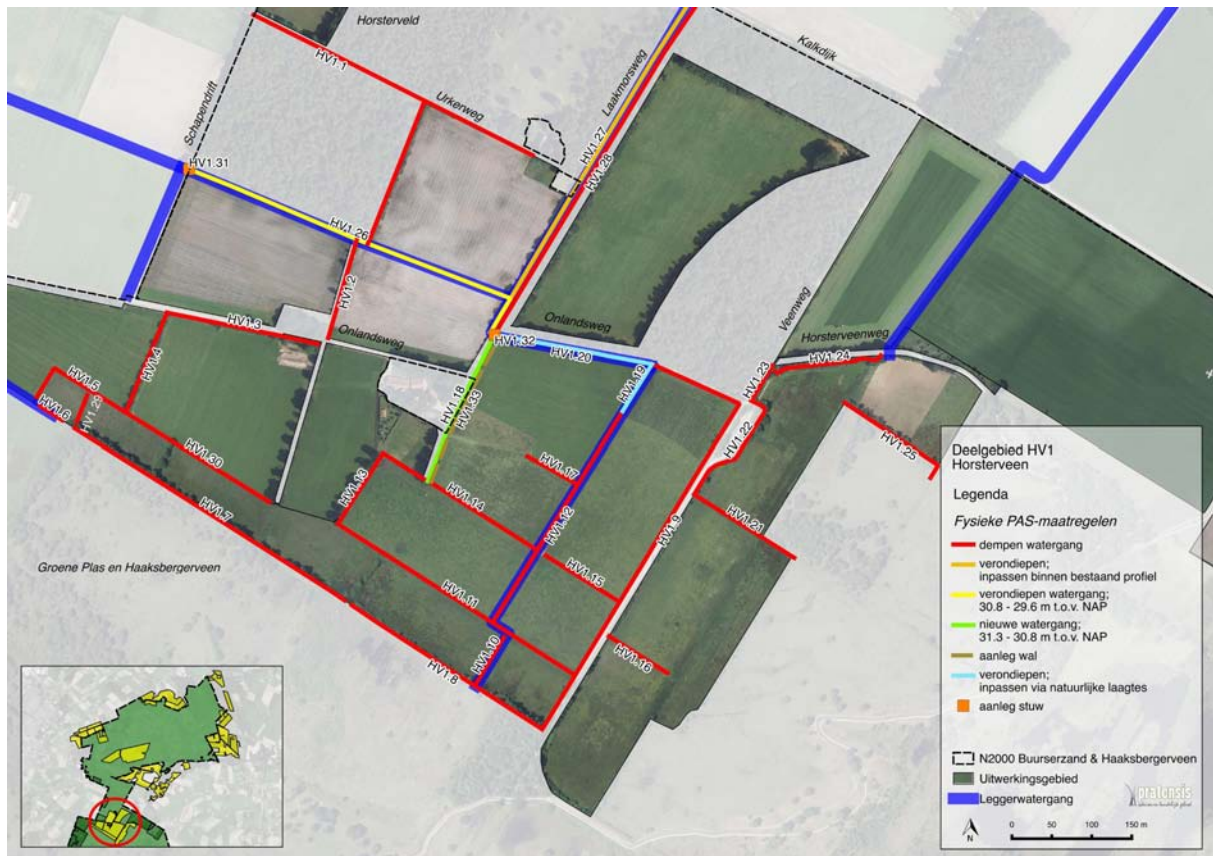 Horsterveld
Kalkdijk
HV1.1
Urkerweg
Laakmorsweg
Schapendrift
HV1.27
HV1.28
HV1.31
HV1.26
HV1.2
Veenweg
HV1.3
Onlandsweg
Onlandsweg
HV1.32
HV1.20
Horsterveenweg
HV1.24
HV1.23
HV1.4
HV1.5
HV1.6
HV1.29
HV1.18
HV1.33
HV1.19
HV1.22
HV1.25
HV1.30
HV1.13
HV1.14
HV1.17
HV1.12
HV1.9
HV1.21
HV1.7
HV1.11
HV1.15
HV1.10
HV1.8
HV1.16
Groene Plas en Haaksbergerveen
Deelgebied HV1
Horsterveen
Legenda
Fysieke PAS-maatregelen
dempen watergang
verondiepen;
inpassen binnen bestaand profiel
verondiepen watergang;
30.8 - 29.6 m t.o.v. NAP
nieuwe watergang;
31.3 - 30.8 m t.o.v. NAP
aanleg wal
verondiepen;
inpassen via natuurlijke laagtes
aanleg stuw
N2000 Buurserzand & Haaksbergerveen
Uitwerkingsgebied
Leggerwatergang
pratensis
N
0 50 100 150 m